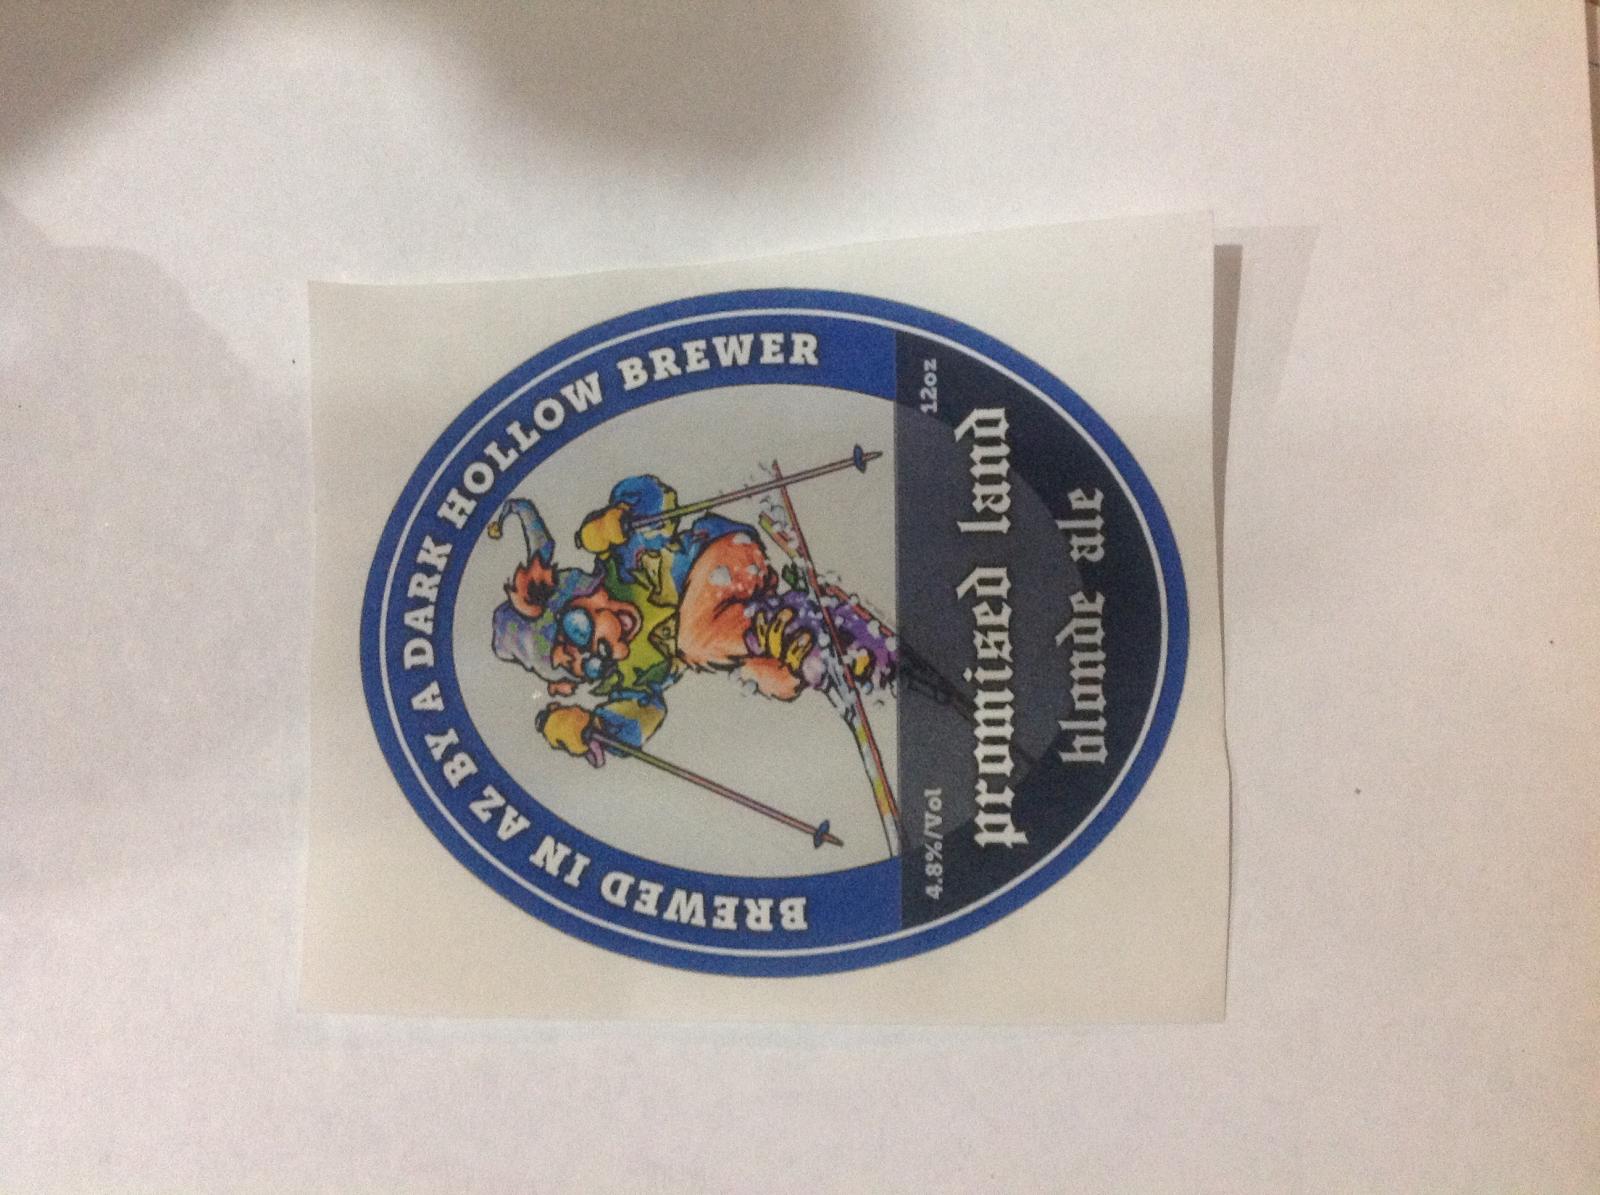 BREWED IN AZ BY A DARK HOLLOW BREWER
4.8%/Vol 12oz
promised land
blonde ale